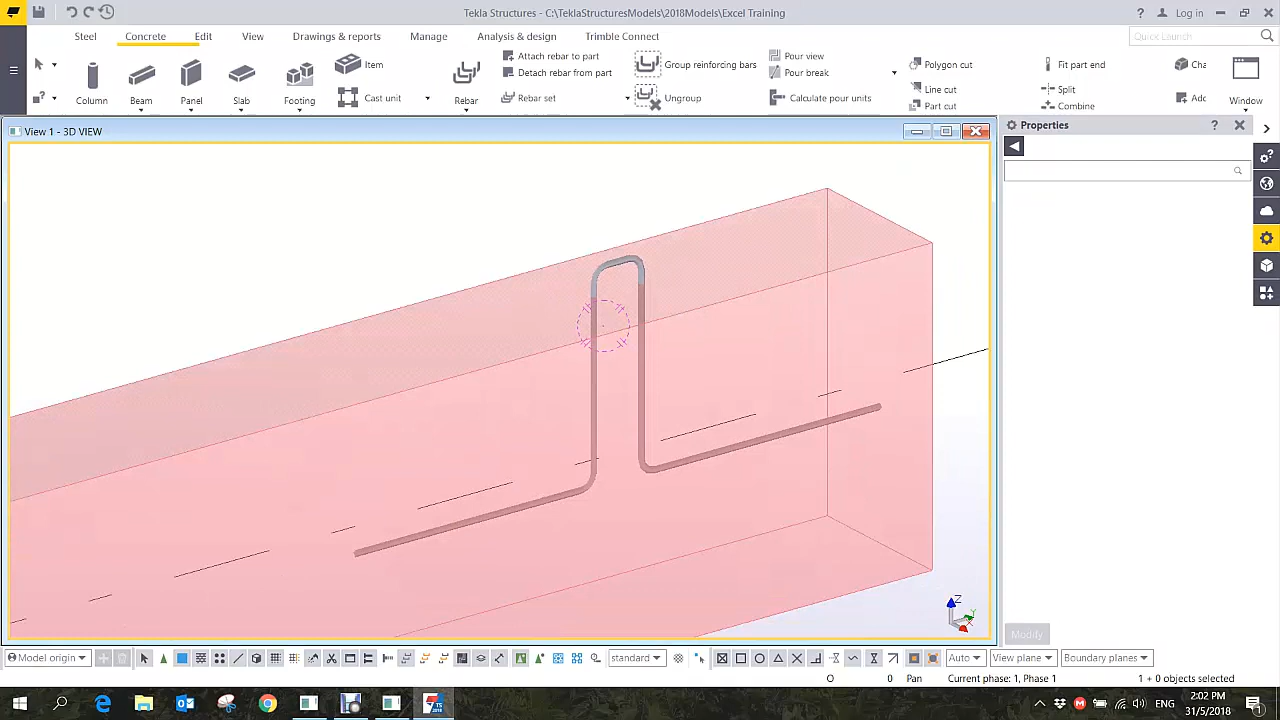 Tekla Structures - C:\TeklaStructuresModels\2018Models\Excel Training
? Log in
Steel Concrete Edit View Drawings & reports Manage Analysis & design Trimble Connect Quick Launch
Column Beam Panel Slab Footing
Item
Cast unit
Rebar
Attach rebar to part
Detach rebar from part
Rebar set
Group reinforcing bars
Ungroup
Pour view
Pour break
Calculate pour units
Polygon cut
Line cut
Part cut
Fit part end
Split
Combine
Cha
Adc
Window
View 1 - 3D VIEW
Properties ?
Z
Y
X
Modify
Model origin standard Auto View plane Boundary planes
O 0 Pan Current phase: 1, Phase 1 1 + 0 objects selected
TS
2018
ENG
2:02 PM
31/5/2018
1